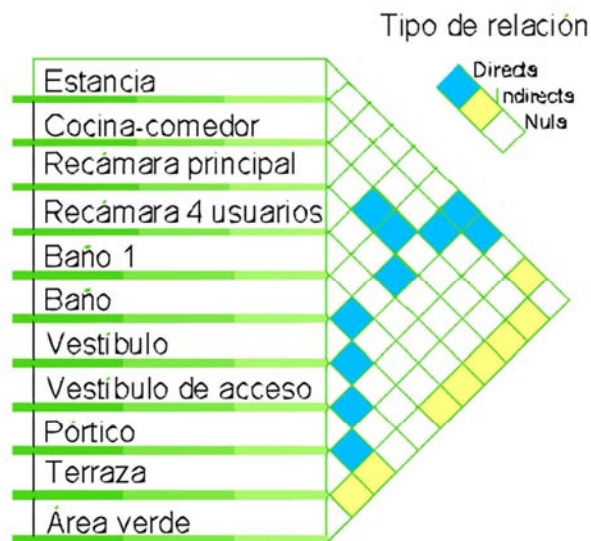 Tipo de relación
Directa
Indirecta
Nula
Estancia
Cocina-comedor
Recámara principal
Recámara 4 usuarios
Baño 1
Baño
Vestíbulo
Vestíbulo de acceso
Pórtico
Terraza
Área verde